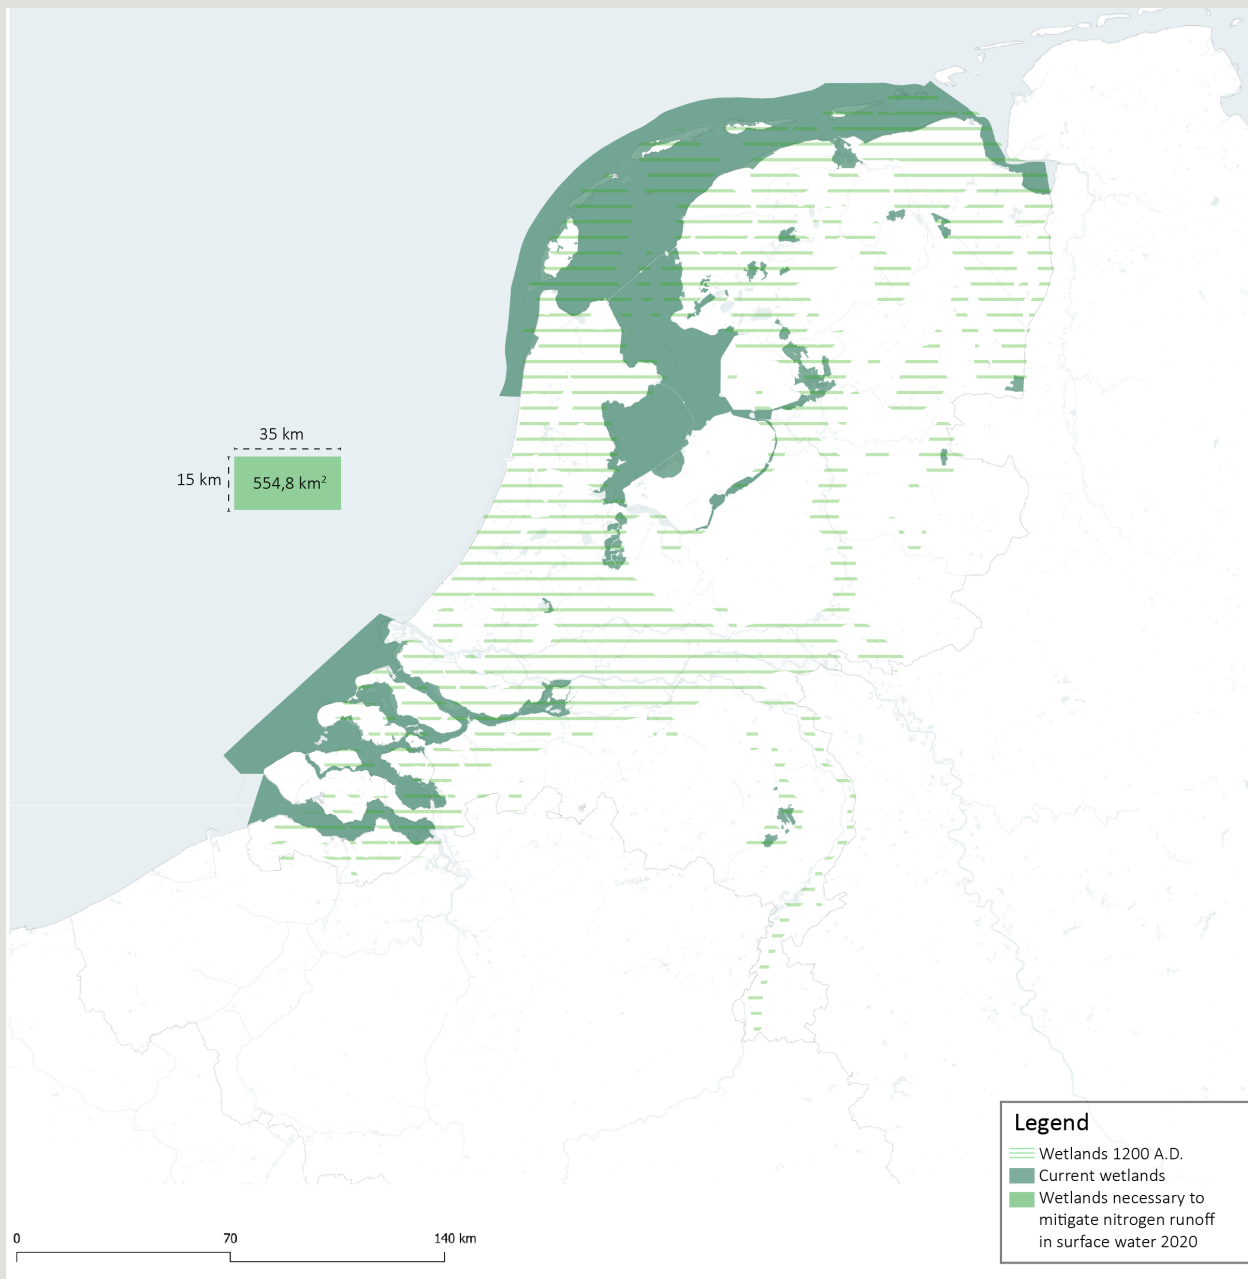 35 km
15 km
554,8 km²
Legend
Wetlands 1200 A.D.
Current wetlands
Wetlands necessary to
mitigate nitrogen runoff
in surface water 2020
0 70 140 km